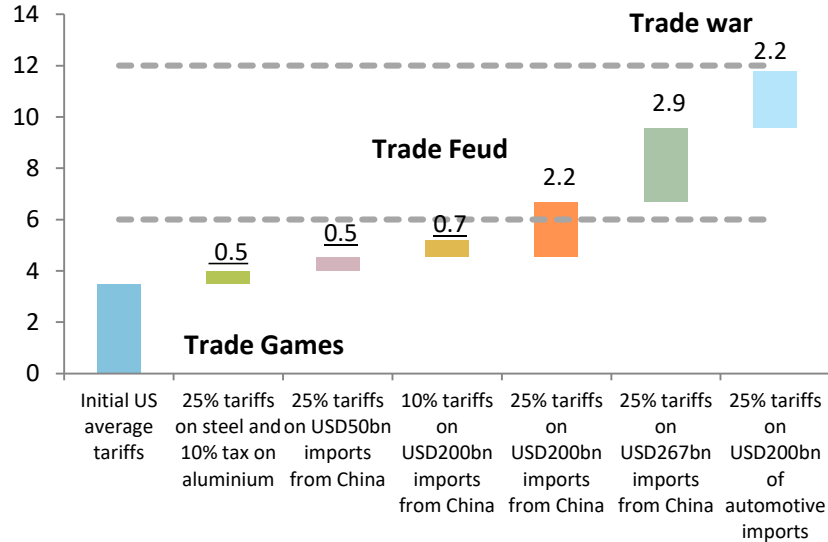 14
12
10
8
6
4
2
0
Trade war
2.2
2.9
Trade Feud
2.2
0.7
0.5
0.5
Trade Games
Initial US
average
tariffs
25% tariffs
on steel and
10% tax on
aluminium
25% tariffs
on USD50bn
imports
from China
10% tariffs
on
USD200bn
imports
from China
25% tariffs
on
USD200bn
imports
from China
25% tariffs
on
USD267bn
imports
from China
25% tariffs on
USD200bn
of
automotive
imports